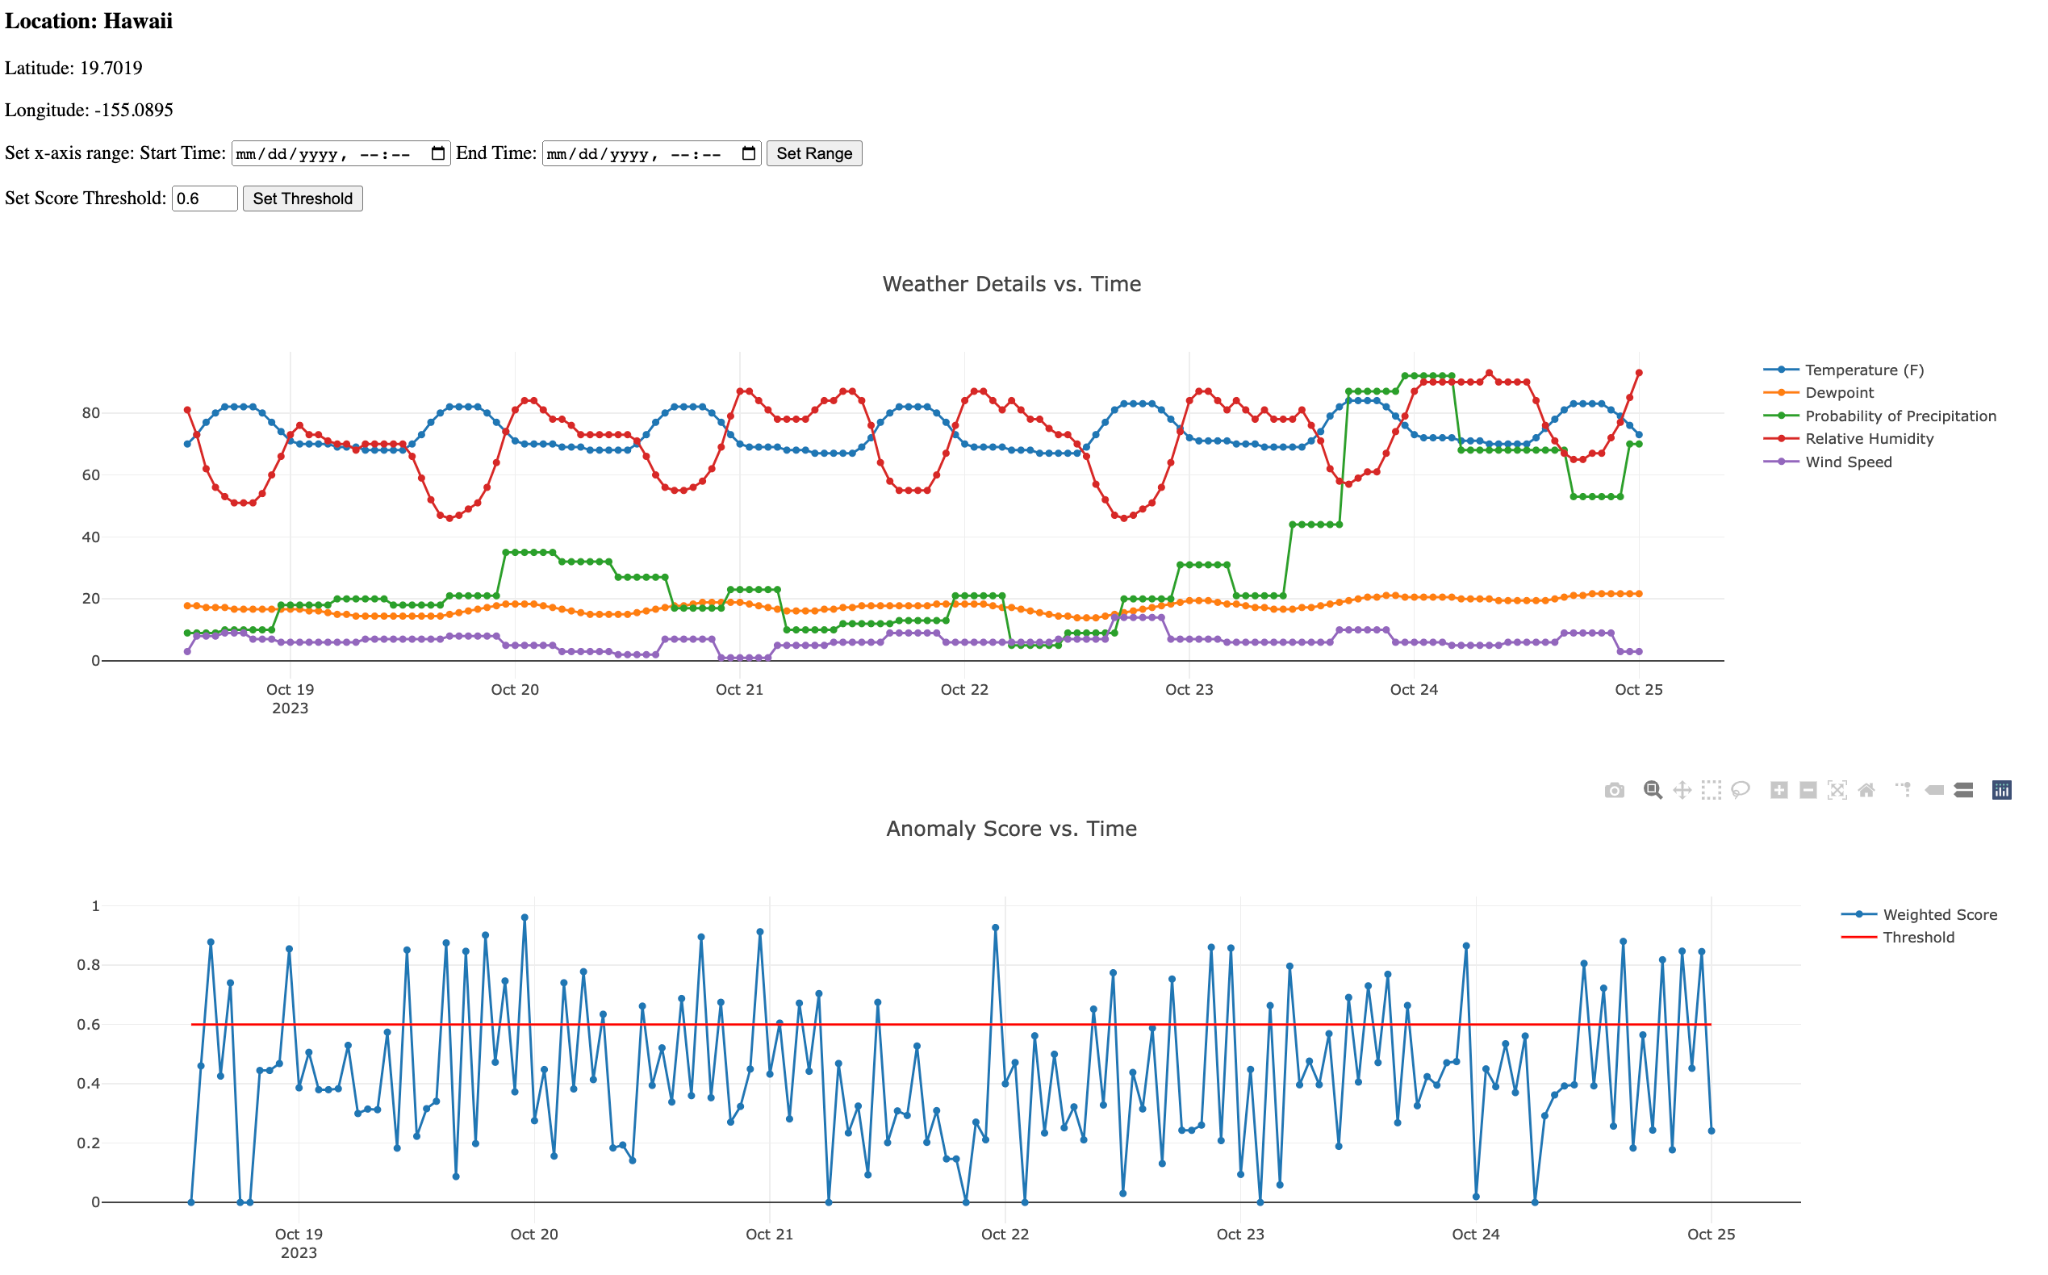 Location: Hawaii
Latitude: 19.7019
Longitude: -155.0895
Set x-axis range: Start Time: mm/dd/yyyy, --:-- End Time: mm/dd/yyyy, --:-- Set Range
Set Score Threshold: 0.6 Set Threshold
Weather Details vs. Time
80
60
40
20
0
Oct 19 Oct 20 Oct 21 Oct 22 Oct 23 Oct 24 Oct 25
2023
Temperature (F)
Dewpoint
Probability of Precipitation
Relative Humidity
Wind Speed
Anomaly Score vs. Time
1
0.8
0.6
0.4
0.2
0
Oct 19 Oct 20 Oct 21 Oct 22 Oct 23 Oct 24 Oct 25
2023
Weighted Score
Threshold